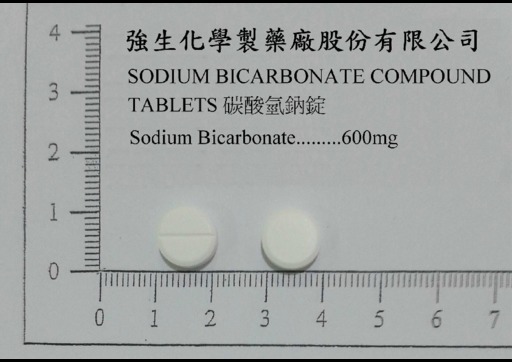 強生化學製藥廠股份有限公司
SODIUM BICARBONATE COMPOUND
TABLETS 碳酸氫鈉錠
Sodium Bicarbonate.........600mg
4
3
2
1
0
0 1 2 3 4 5 6 7